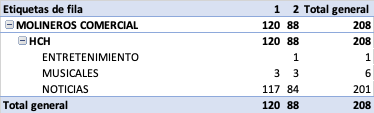 Etiquetas de fila 1 2 Total general
MOLINEROS COMERCIAL 120 88 208
HCH 120 88 208
ENTRETENIMIENTO 1 1
MUSICALES 3 3 6
NOTICIAS 117 84 201
Total general 120 88 208